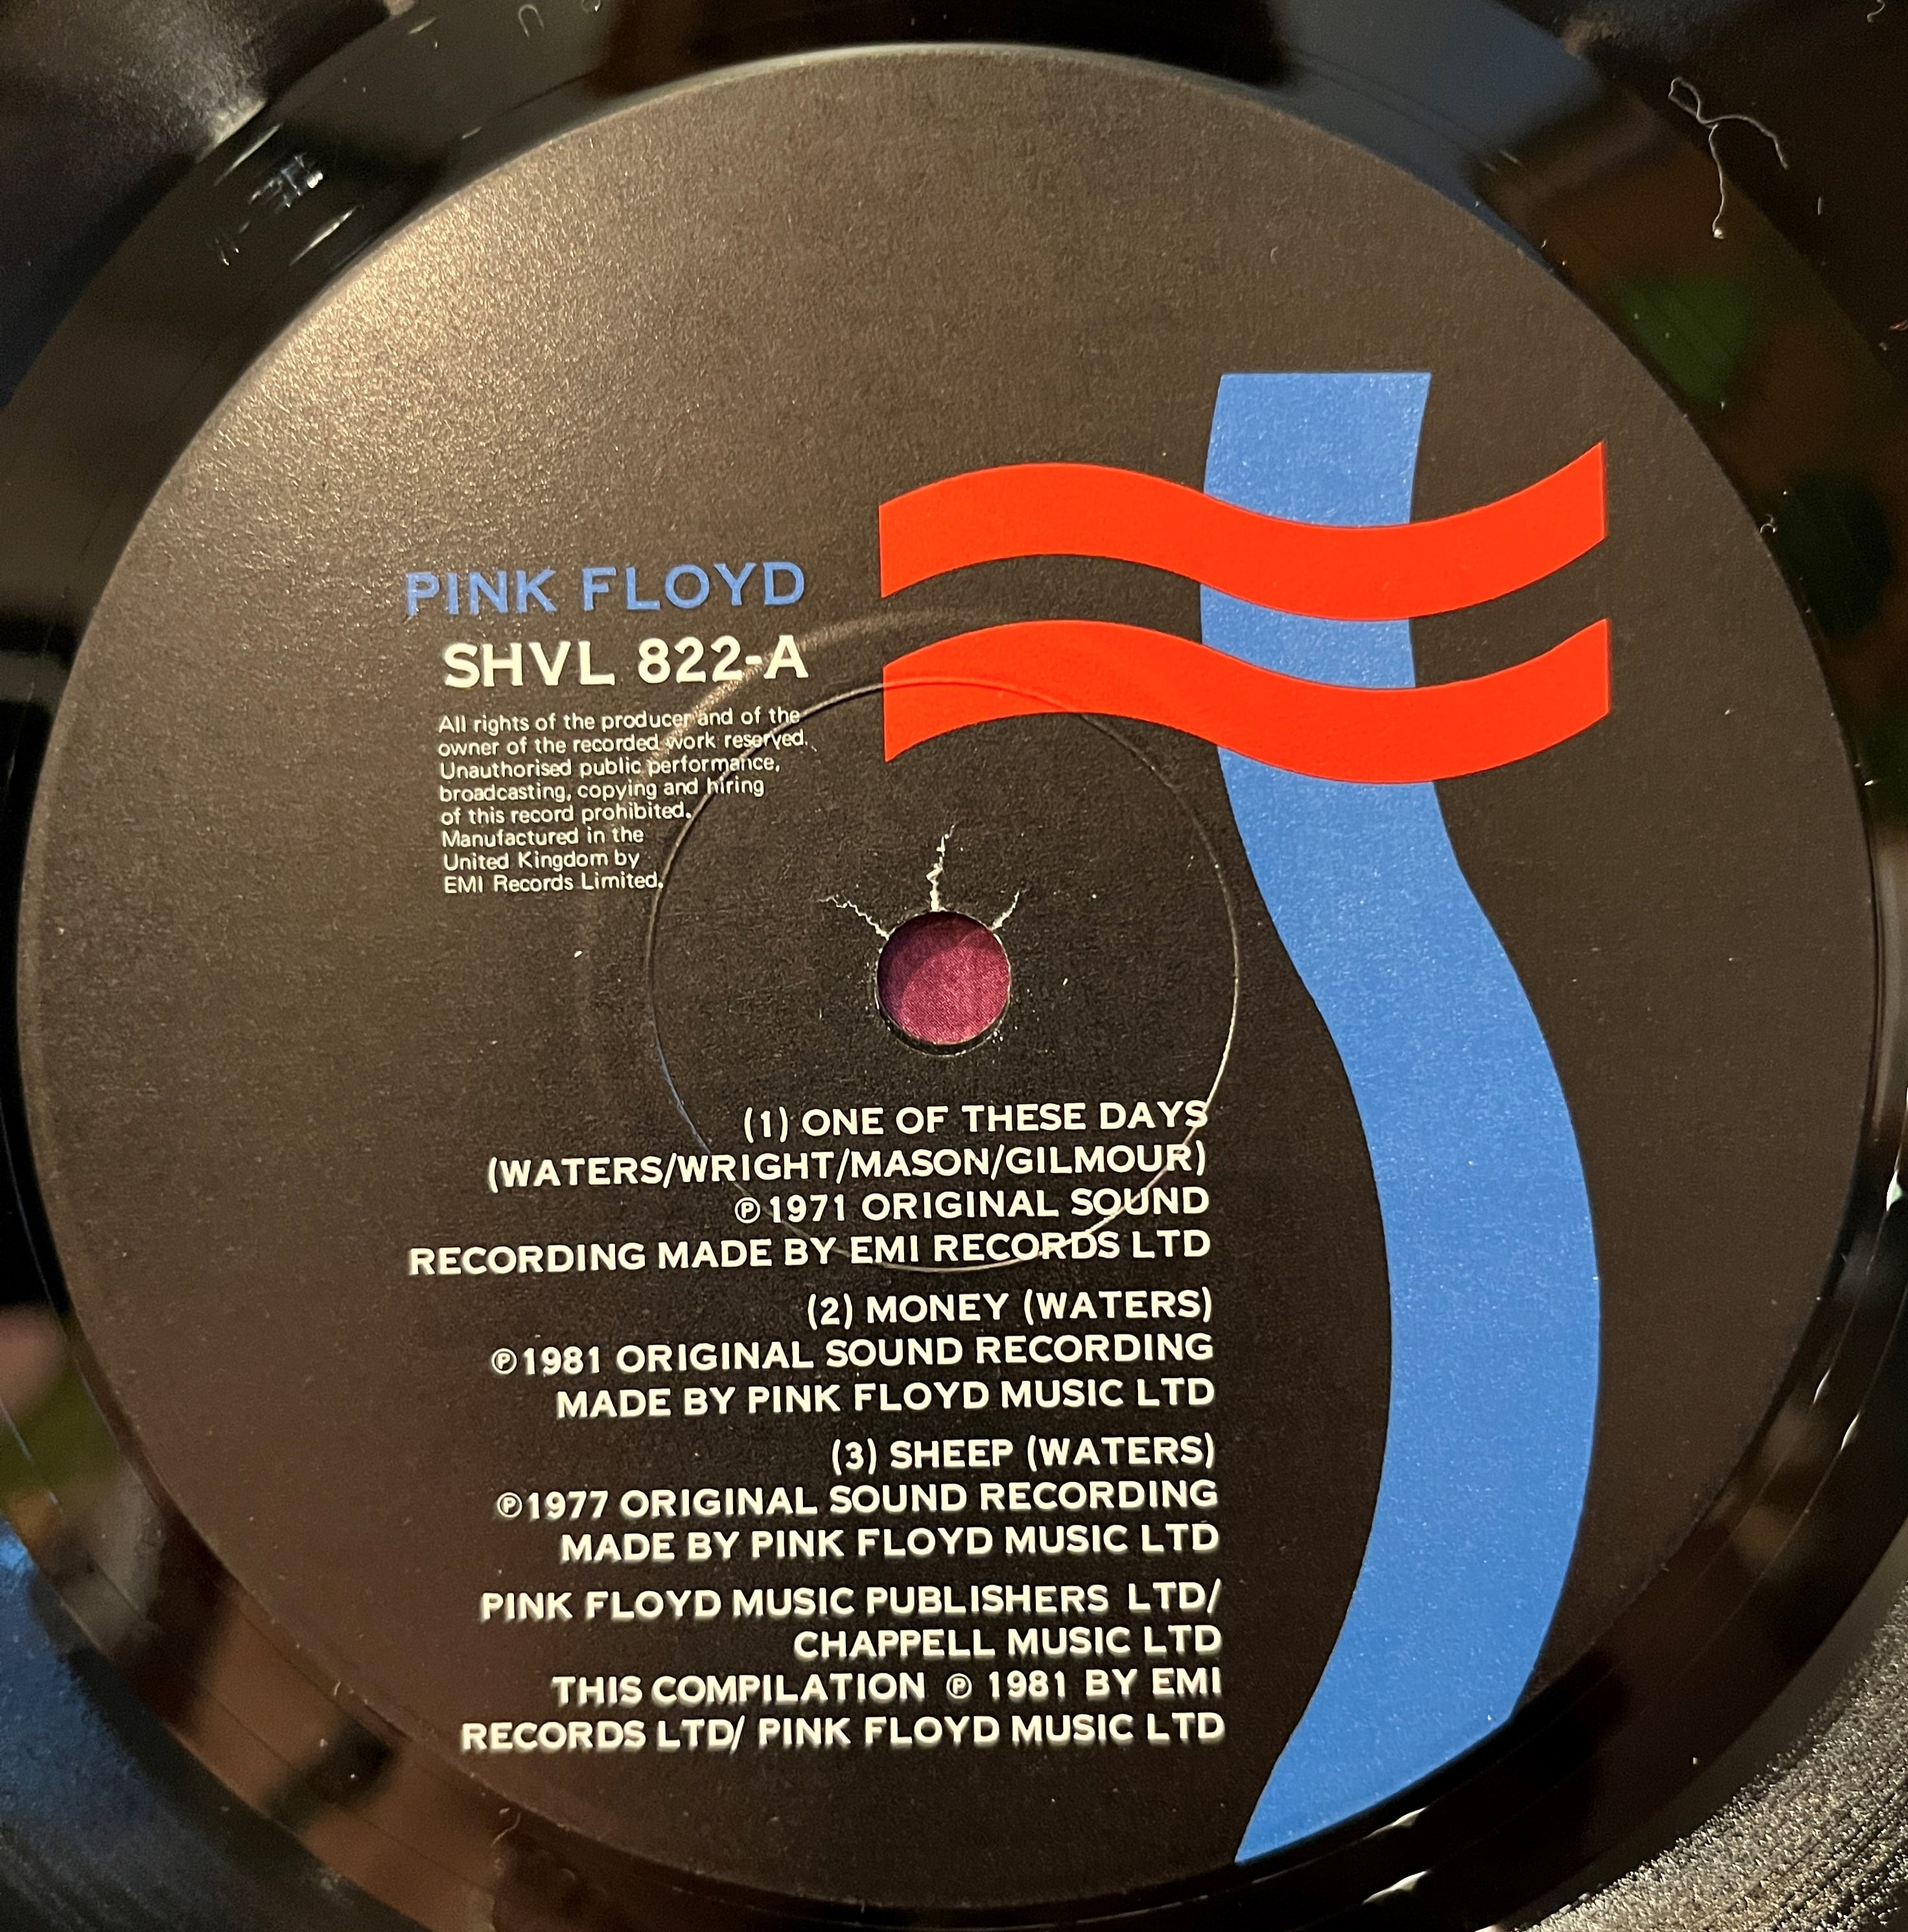 PINK FLOYD
SHVL 822-A
All rights of the producer and of the
owner of the recorded work reserved.
Unauthorised public performance,
broadcasting, copying and hiring
of this record prohibited.
Manufactured in the
United Kingdom by
EMI Records Limited.
(1) ONE OF THESE DAYS
(WATERS/WRIGHT/MASON/GILMOUR)
℗1971 ORIGINAL SOUND
RECORDING MADE BY EMI RECORDS LTD
(2) MONEY (WATERS)
℗1981 ORIGINAL SOUND RECORDING
MADE BY PINK FLOYD MUSIC LTD
(3) SHEEP (WATERS)
℗1977 ORIGINAL SOUND RECORDING
MADE BY PINK FLOYD MUSIC LTD
PINK FLOYD MUSIC PUBLISHERS LTD/
CHAPPELL MUSIC LTD
THIS COMPILATION ℗ 1981 BY EMI
RECORDS LTD/ PINK FLOYD MUSIC LTD